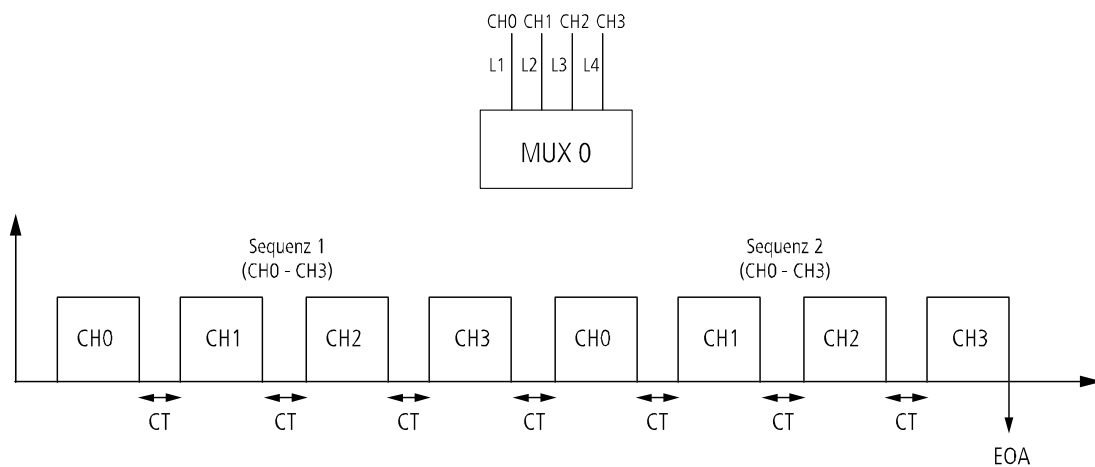 CH0 CH1 CH2 CH3
L1 L2 L3 L4
MUX 0
Sequenz 1
(CH0 - CH3)
Sequenz 2
(CH0 - CH3)
CH0 CH1 CH2 CH3 CH0 CH1 CH2 CH3
CT CT CT CT CT CT CT
EOA